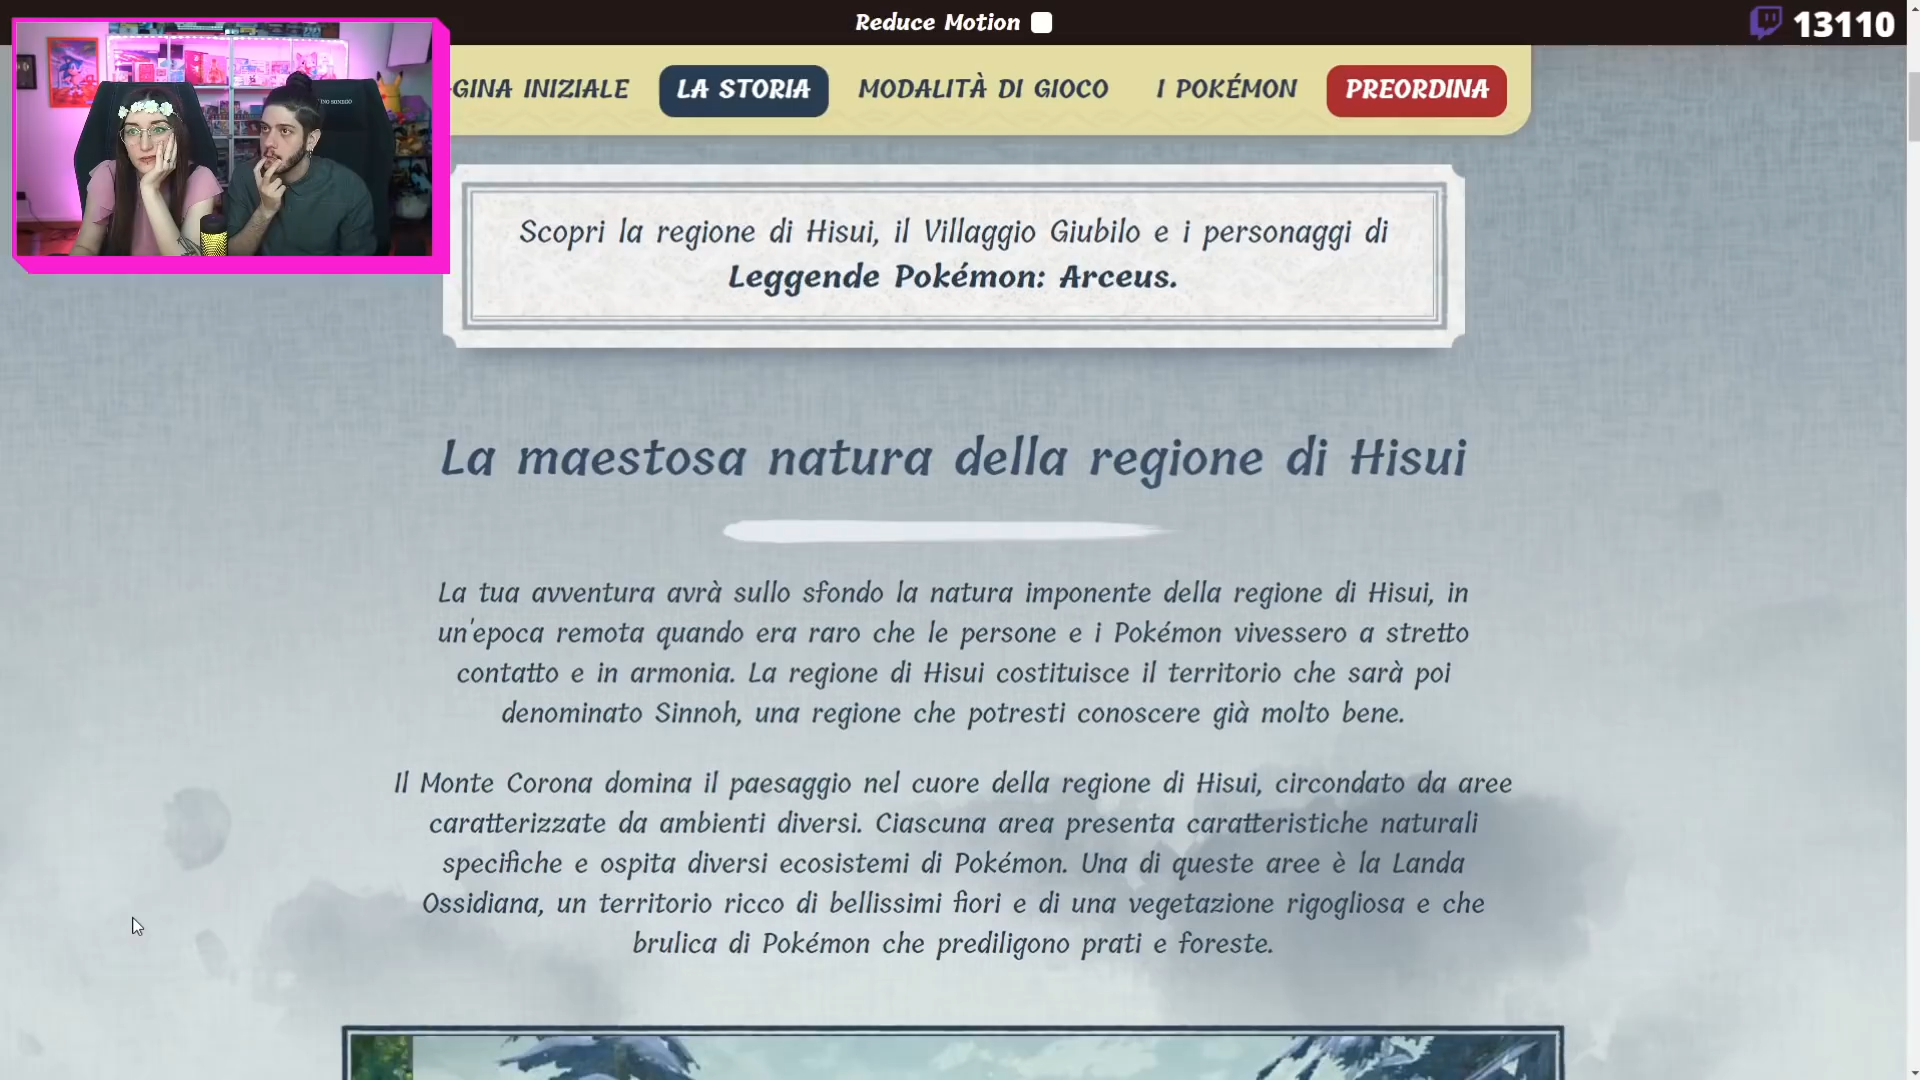 Reduce Motion
13110
GINA INIZIALE
LA STORIA
MODALITÀ DI GIOCO
I POKÉMON
PREORDINA
Scopri la regione di Hisui, il Villaggio Giubilo e i personaggi di
Leggende Pokémon: Arceus.
La maestosa natura della regione di Hisui
La tua avventura avrà sullo sfondo la natura imponente della regione di Hisui, in
un'epoca remota quando era raro che le persone e i Pokémon vivessero a stretto
contatto e in armonia. La regione di Hisui costituisce il territorio che sarà poi
denominato Sinnoh, una regione che potresti conoscere già molto bene.
Il Monte Corona domina il paesaggio nel cuore della regione di Hisui, circondato da aree
caratterizzate da ambienti diversi. Ciascuna area presenta caratteristiche naturali
specifiche e ospita diversi ecosistemi di Pokémon. Una di queste aree è la Landa
Ossidiana, un territorio ricco di bellissimi fiori e di una vegetazione rigogliosa e che
brulica di Pokémon che prediligono prati e foreste.